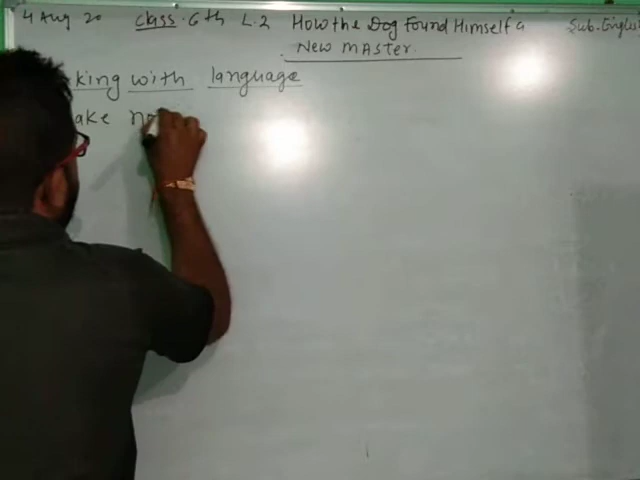 4 Aug 20 Class. 6th L.2 How the Dog Found Himself a Sub. English
New Master.
king with language
ake no